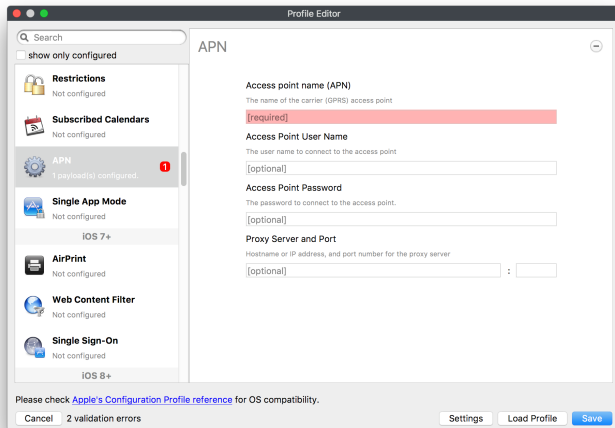 Profile Editor
Search
show only configured
Restrictions
Not configured
Subscribed Calendars
Not configured
APN
1 payload(s) configured.
1
Single App Mode
Not configured
iOS 7+
AirPrint
Not configured
Web Content Filter
Not configured
Single Sign-On
Not configured
iOS 8+
APN
Access point name (APN)
The name of the carrier (GPRS) access point
[required]
Access Point User Name
The user name to connect to the access point
[optional]
Access Point Password
The password to connect to the access point.
[optional]
Proxy Server and Port
Hostname or IP address, and port number for the proxy server
[optional] :
Please check Apple's Configuration Profile reference for OS compatibility.
Cancel 2 validation errors Settings Load Profile Save